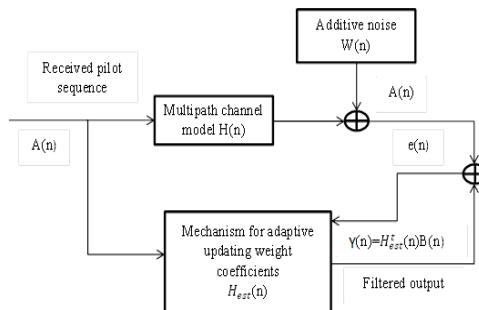 Additive noise
W(n)
Received pilot
sequence
A(n)
Multipath channel
model H(n)
A(n)
e(n)
Mechanism for adaptive
updating weight
coefficients
H_est(n)
γ(n)=H^t_est(n)B(n)
Filtered output